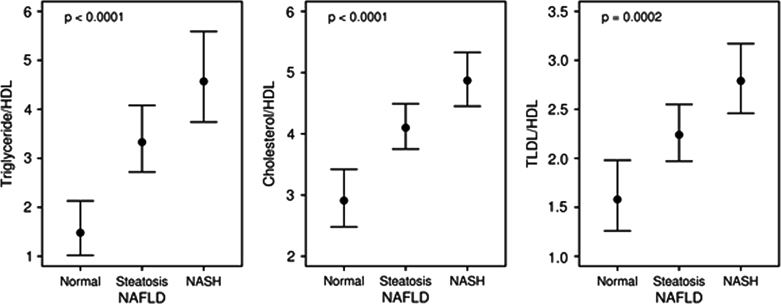 p < 0.0001
Triglyceride/HDL
6
5
4
3
2
1
Normal Steatosis NASH
NAFLD
p < 0.0001
Cholesterol/HDL
6
5
4
3
2
Normal Steatosis NASH
NAFLD
p = 0.0002
TLDL/HDL
3.5
3.0
2.5
2.0
1.5
1.0
Normal Steatosis NASH
NAFLD